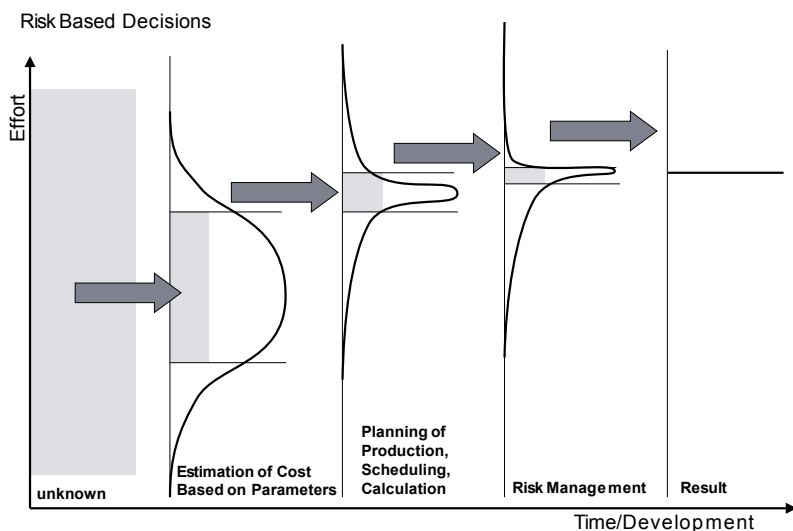 Risk Based Decisions
Effort
unknown
Estimation of Cost
Based on Parameters
Planning of
Production,
Scheduling,
Calculation
Risk Management
Result
Time/Development